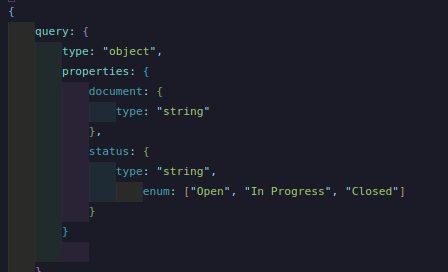 {
query: {
type: "object",
properties: {
document: {
type: "string"
},
status: {
type: "string",
enum: ["Open", "In Progress", "Closed"]
}
}
}